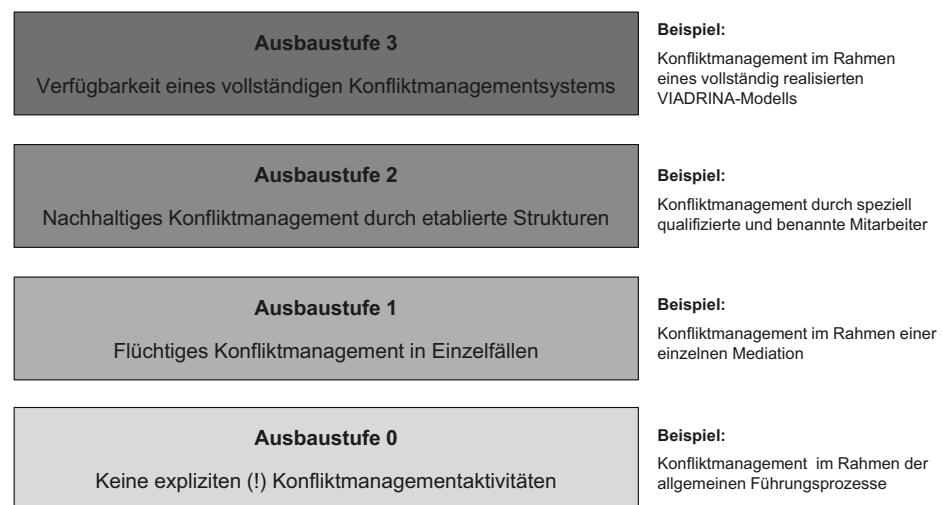 Ausbaustufe 3
Verfügbarkeit eines vollständigen Konfliktmanagementsystems
Beispiel:
Konfliktmanagement im Rahmen
eines vollständig realisierten
VIADRINA-Modells
Ausbaustufe 2
Nachhaltiges Konfliktmanagement durch etablierte Strukturen
Beispiel:
Konfliktmanagement durch speziell
qualifizierte und benannte Mitarbeiter
Ausbaustufe 1
Flüchtiges Konfliktmanagement in Einzelfällen
Beispiel:
Konfliktmanagement im Rahmen einer
einzelnen Mediation
Ausbaustufe 0
Keine expliziten (!) Konfliktmanagementaktivitäten
Beispiel:
Konfliktmanagement im Rahmen der
allgemeinen Führungsprozesse